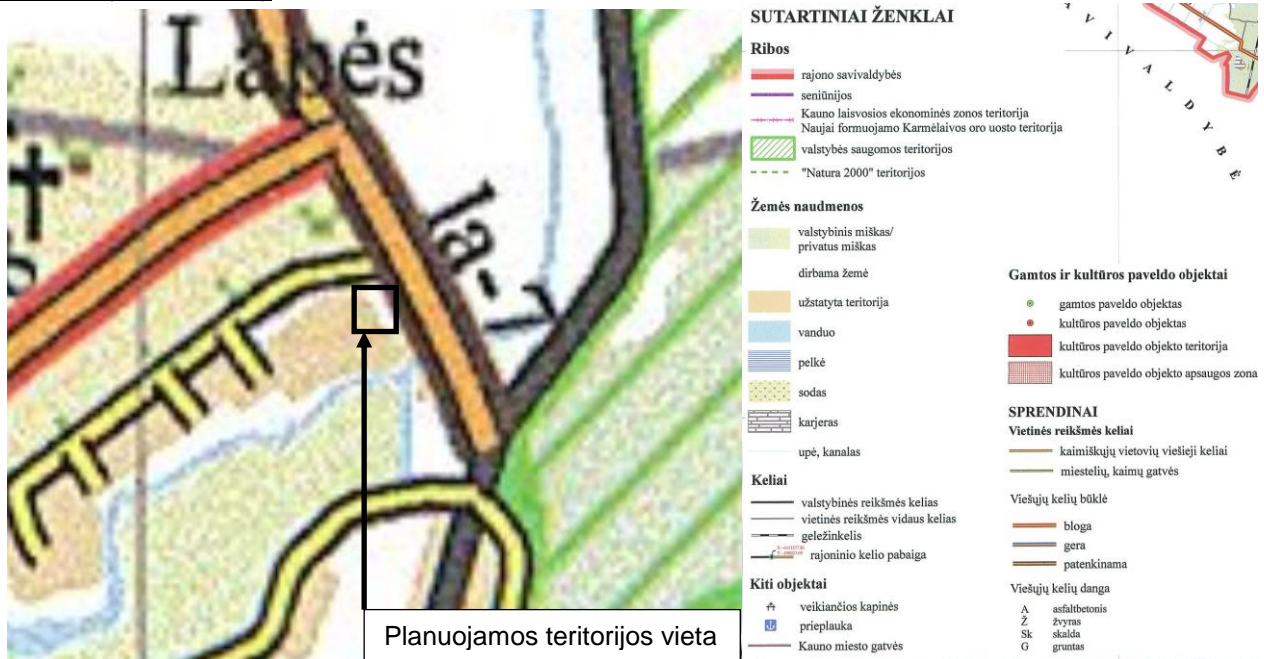 Lapės
la-7
Planuojamos teritorijos vieta
SUTARTINIAI ŽENKLAI
Ribos
rajono savivaldybės
seniūnijos
Kauno laisvosios ekonominės zonos teritorija
Naujai formuojamo Karmėlaivos oro uosto teritorija
valstybės saugomos teritorijos
"Natura 2000" teritorijos
Žemės naudmenos
valstybinis miškas/
privatus miškas
dirbama žemė
užstatyta teritorija
vanduo
pelkė
sodas
karjeras
upė, kanalas
Keliai
valstybinės reikšmės kelias
vietinės reikšmės vidaus kelias
geležinkelis
rajoninio kelio pabaiga
Kiti objektai
veikiančios kapinės
prieplauka
Kauno miesto gatvės
A V I V A L D Y B Ė
Gamtos ir kultūros paveldo objektai
gamtos paveldo objektas
kultūros paveldo objektas
kultūros paveldo objekto teritorija
kultūros paveldo objekto apsaugos zona
SPRENDINAI
Vietinės reikšmės keliai
kaimiškųjų vietovių viešieji keliai
miestelių, kaimų gatvės
Viešųjų kelių būklė
bloga
gera
patenkinama
Viešųjų kelių danga
A asfaltbetonis
Ž žvyras
Sk skalda
G gruntas